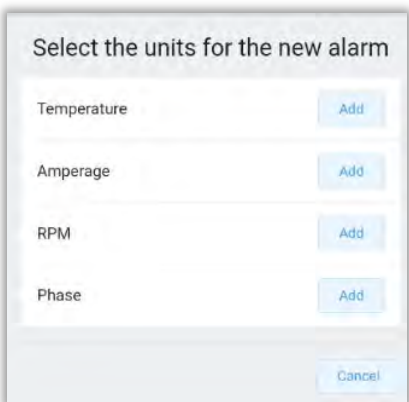 Select the units for the new alarm
Temperature Add
Amperage Add
RPM Add
Phase Add
Cancel